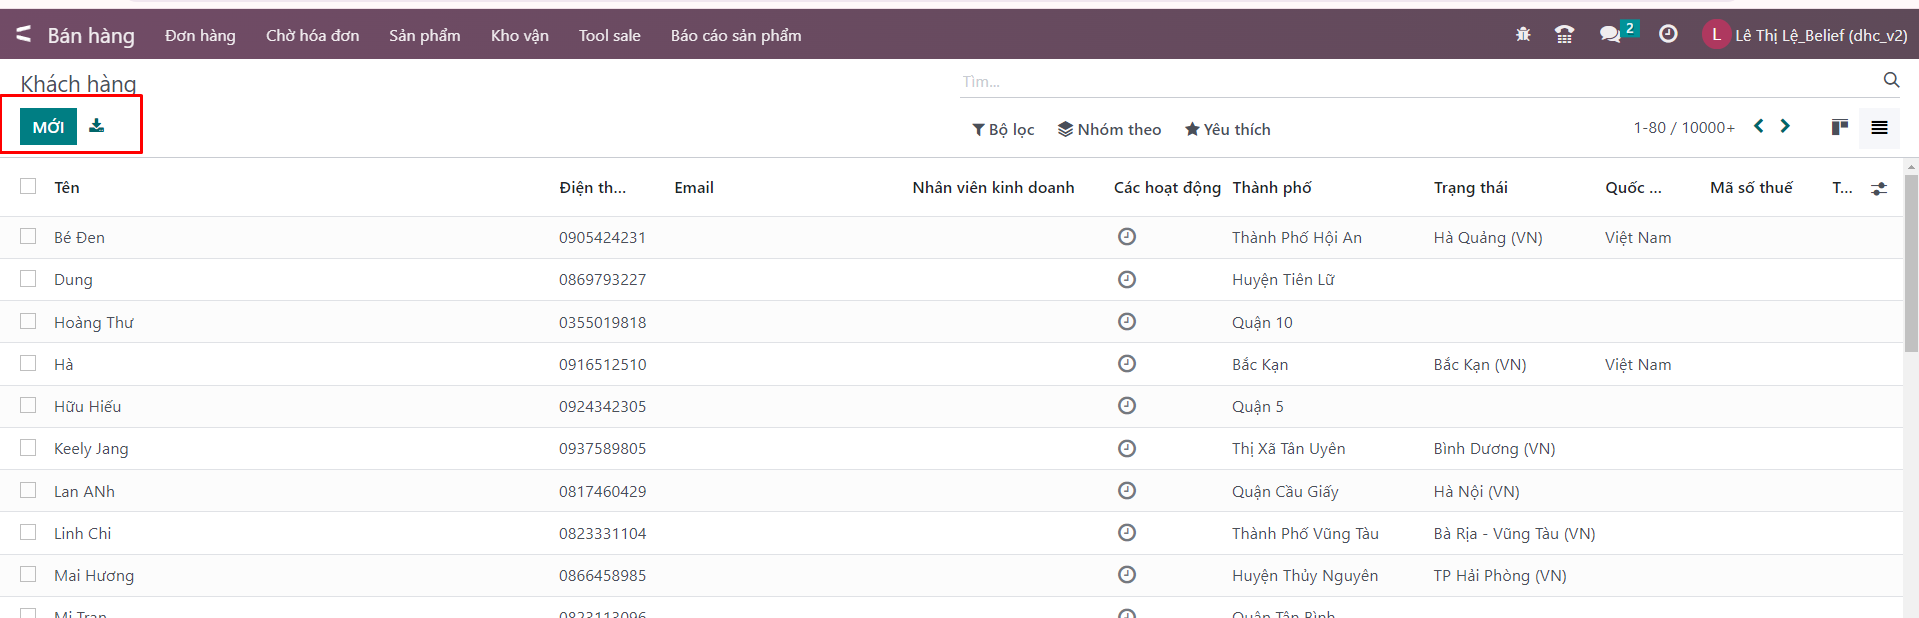 Bán hàng Đơn hàng Chờ hóa đơn Sản phẩm Kho vận Tool sale Báo cáo sản phẩm 2 L Lê Thị Lệ_Belief (dhc_v2)
Khách hàng Tìm...
MỚI Bộ lọc Nhóm theo Yêu thích 1-80 / 10000+
Tên Điện th... Email Nhân viên kinh doanh Các hoạt động Thành phố Trạng thái Quốc ... Mã số thuế T...
Bé Đen 0905424231 Thành Phố Hội An Hà Quảng (VN) Việt Nam
Dung 0869793227 Huyện Tiên Lữ
Hoàng Thư 0355019818 Quận 10
Hà 0916512510 Bắc Kạn Bắc Kạn (VN) Việt Nam
Hữu Hiếu 0924342305 Quận 5
Keely Jang 0937589805 Thị Xã Tân Uyên Bình Dương (VN)
Lan ANh 0817460429 Quận Cầu Giấy Hà Nội (VN)
Linh Chi 0823331104 Thành Phố Vũng Tàu Bà Rịa - Vũng Tàu (VN)
Mai Hương 0866458985 Huyện Thủy Nguyên TP Hải Phòng (VN)
Mi Tran 0823113096 Quận Tân Bình